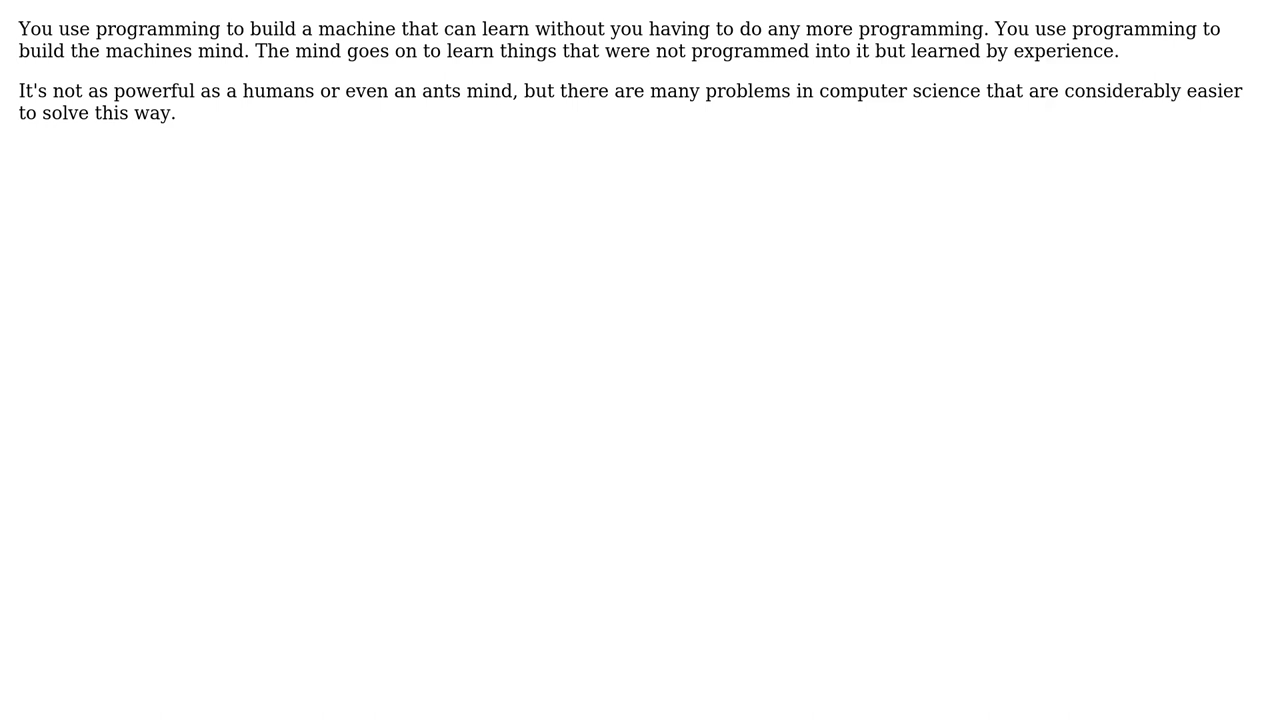 You use programming to build a machine that can learn without you having to do any more programming. You use programming to
build the machines mind. The mind goes on to learn things that were not programmed into it but learned by experience.
It's not as powerful as a humans or even an ants mind, but there are many problems in computer science that are considerably easier
to solve this way.